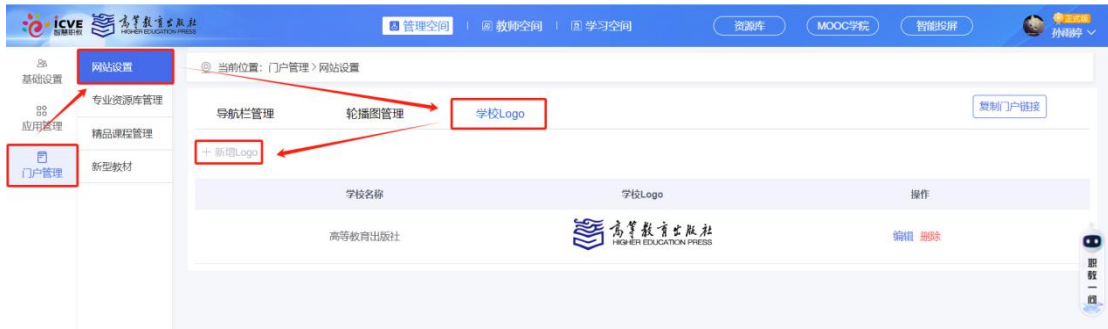 icve 智慧职教 高等教育出版社 HIGHER EDUCATION PRESS 管理空间 教师空间 学习空间 资源库 MOOC学院 智能投屏 正式版
基础设置 网站设置 当前位置：门户管理>网站设置
应用管理 专业资源库管理 导航栏管理 轮播图管理 学校Logo 复制门户链接
精品课程管理
门户管理 新型教材 + 新增Logo
学校名称 学校Logo 操作
高等教育出版社 高等教育出版社 HIGHER EDUCATION PRESS 编辑 删除
职教一问